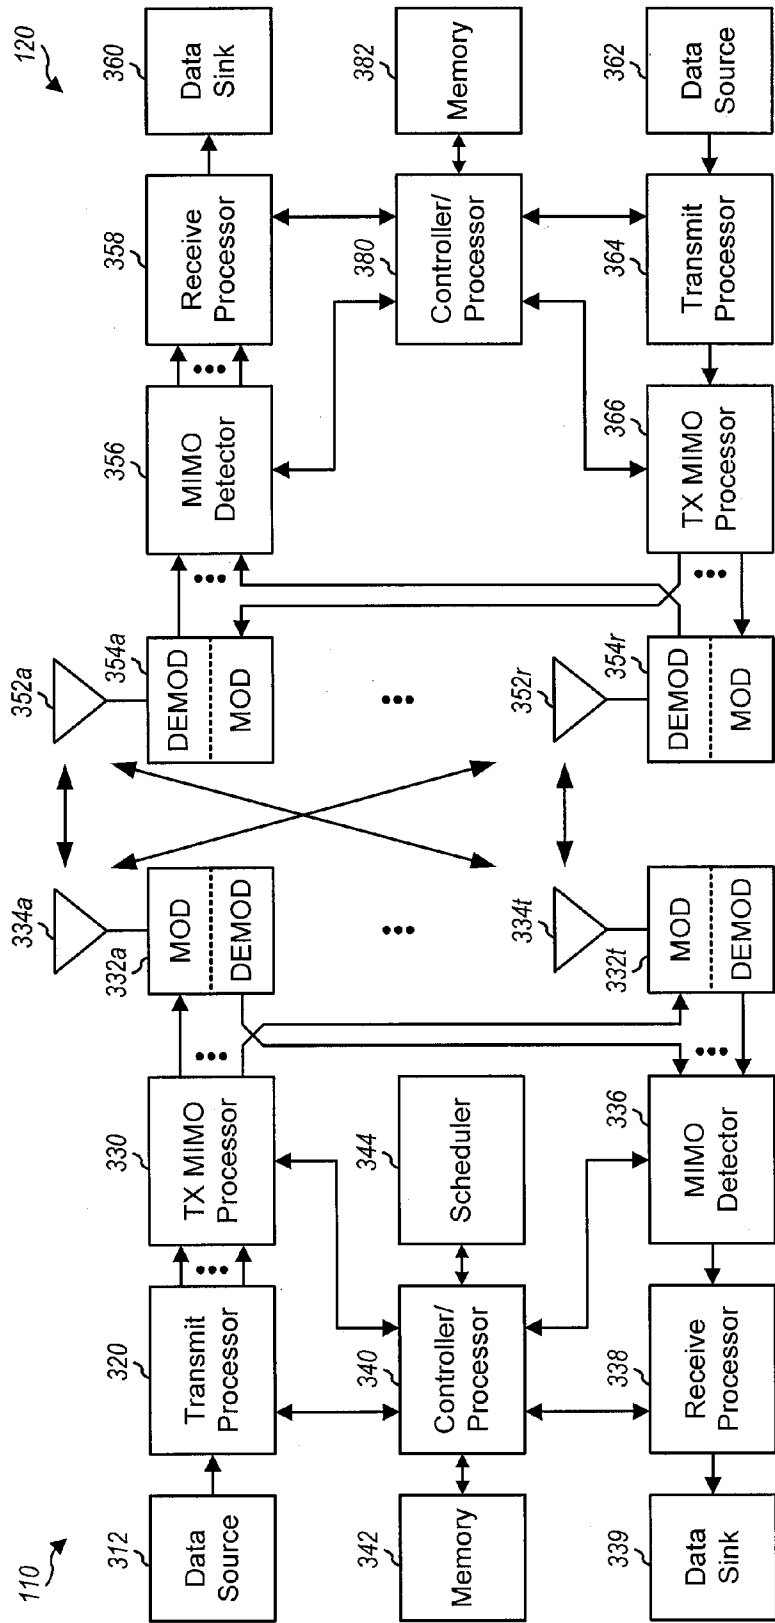 110
312
Data
Source
320
Transmit
Processor
330
TX MIMO
Processor
332a
334a
MOD
DEMOD
352a
354a
DEMOD
MOD
356
MIMO
Detector
358
Receive
Processor
360
Data
Sink
120
342
Memory
340
Controller/
Processor
344
Scheduler
380
Controller/
Processor
382
Memory
339
Data
Sink
338
Receive
Processor
336
MIMO
Detector
332t
334t
MOD
DEMOD
352r
354r
DEMOD
MOD
366
TX MIMO
Processor
364
Transmit
Processor
362
Data
Source